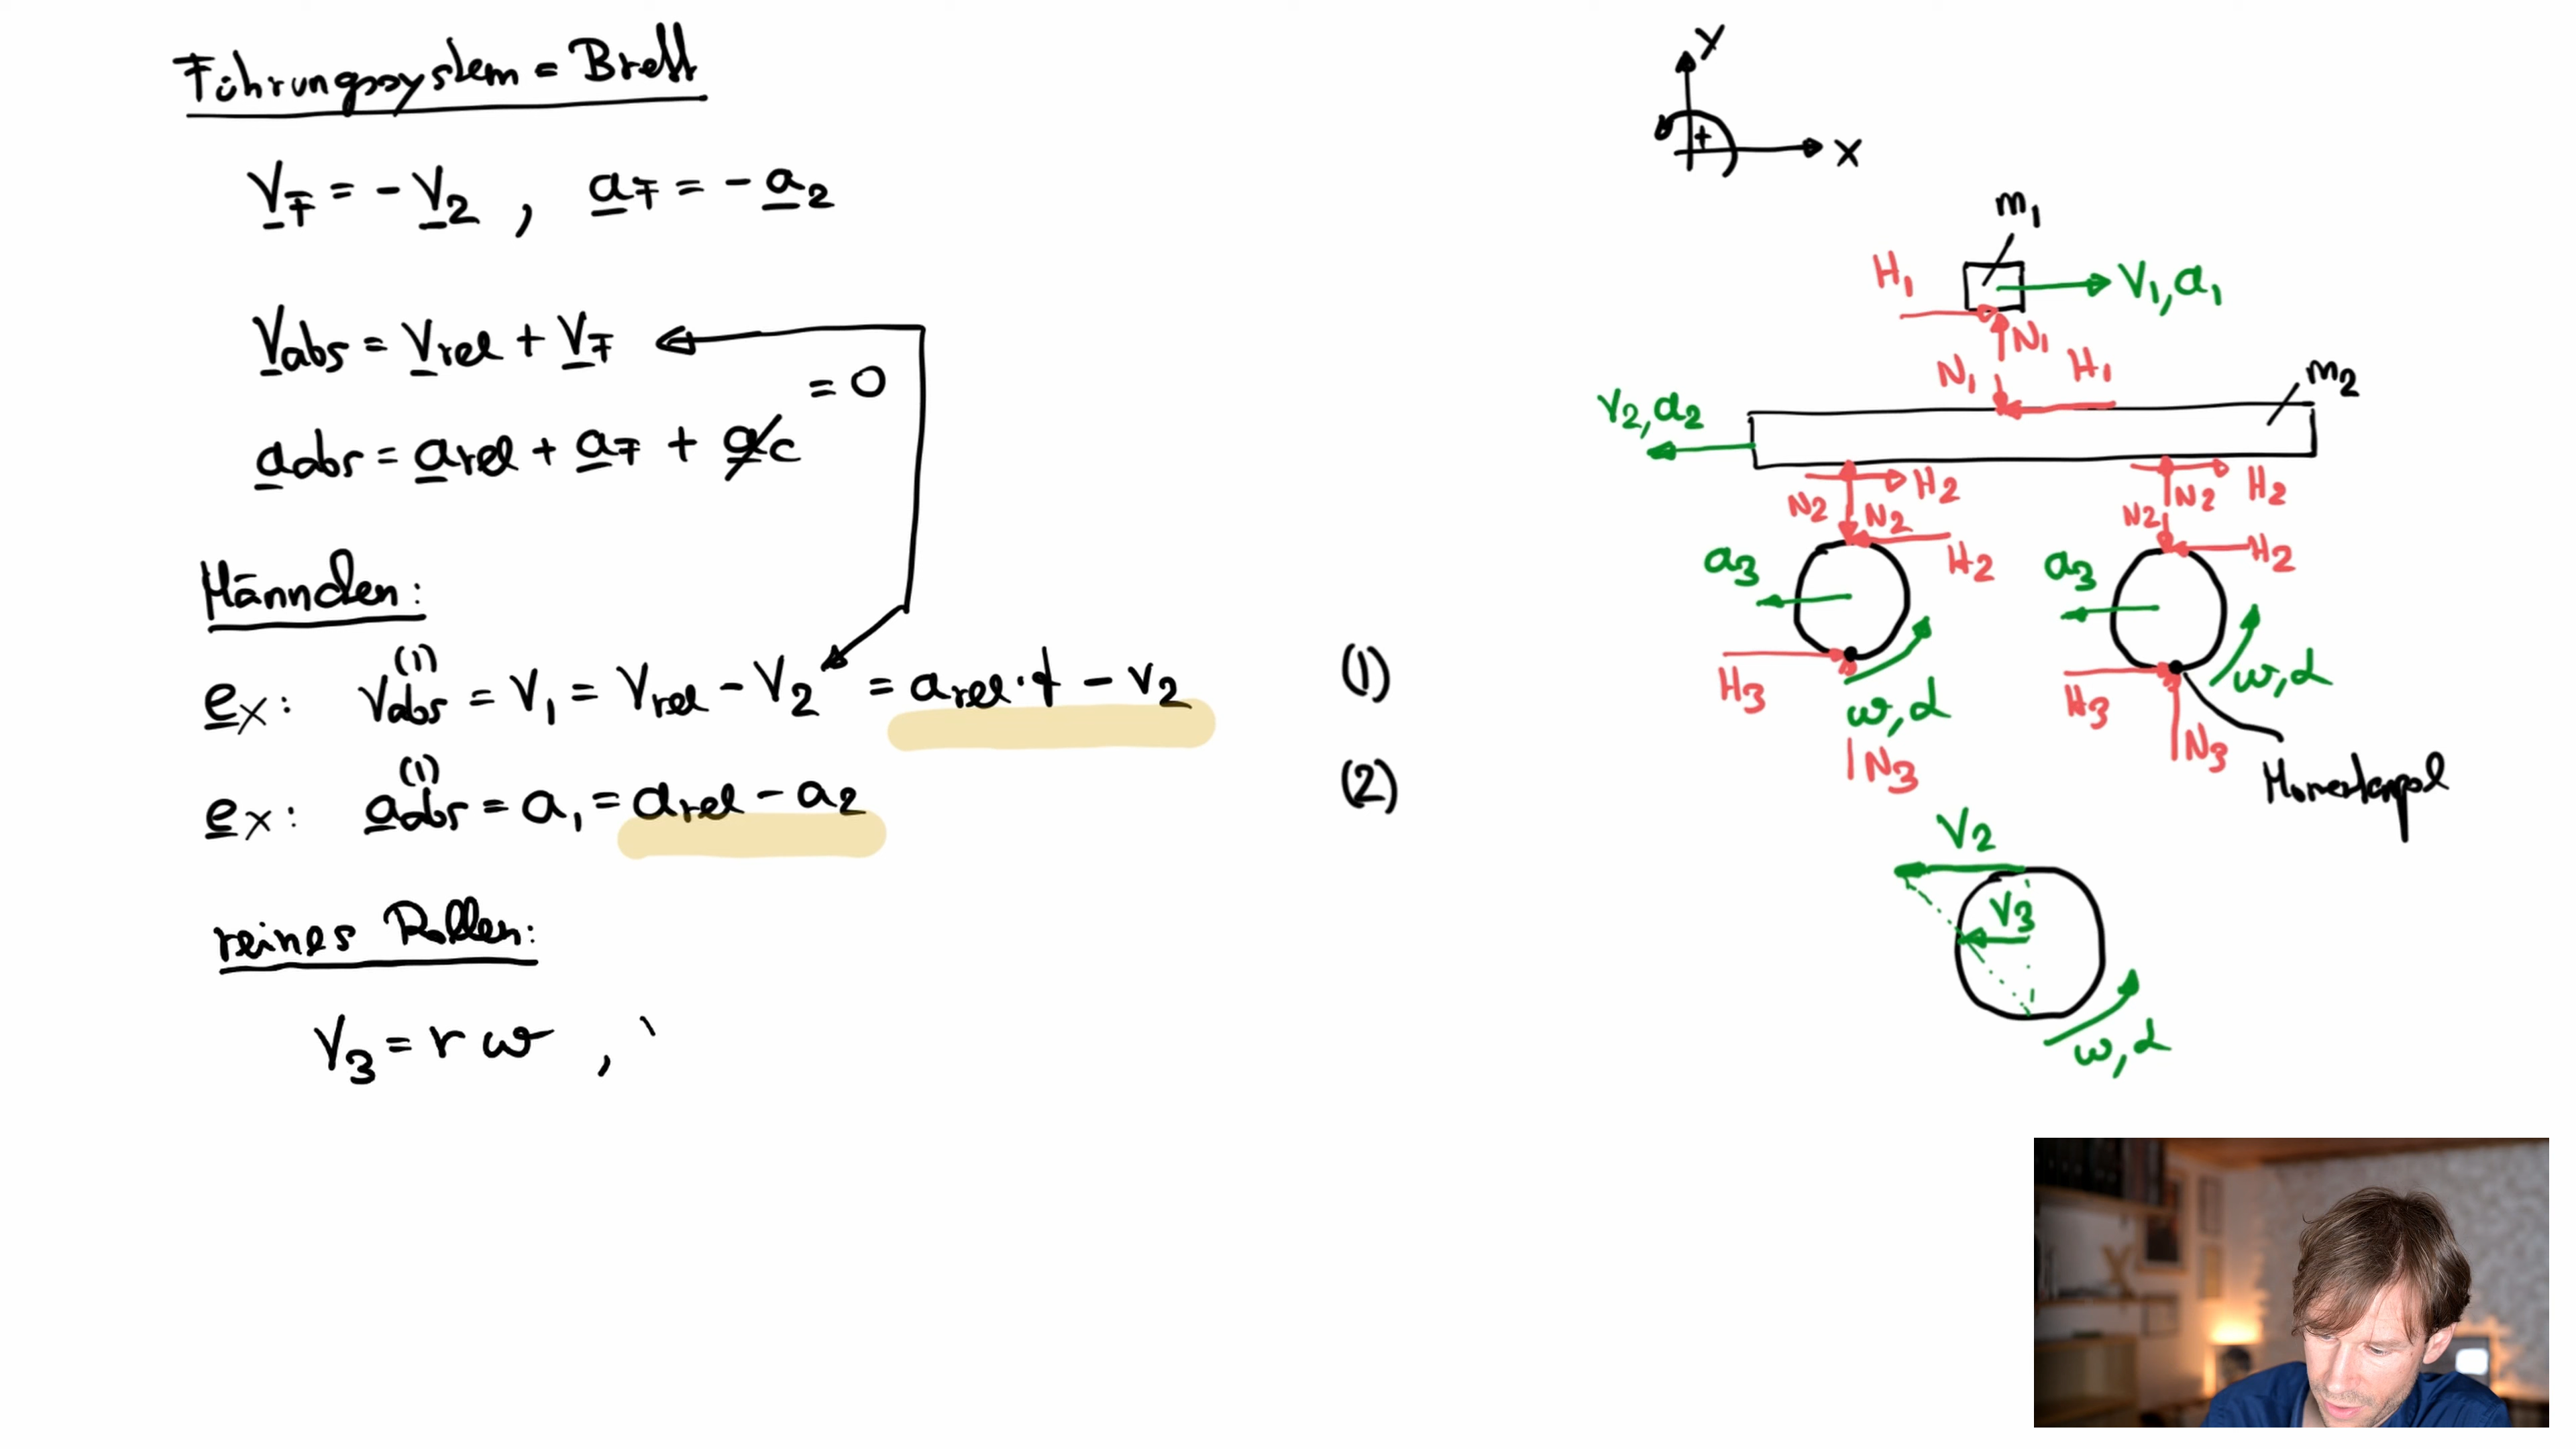 Führungssystem = Brett
v_F = - v_2 , a_F = - a_2
v_abs = v_rel + v_F
= 0
a_abs = a_rel + a_F + a_c
Männchen:
e_x: v_abs^(1) = v_1 = v_rel - v_2 = a_rel · t - v_2 (1)
e_x: a_abs^(1) = a_1 = a_rel - a_2 (2)
reines Rollen:
v_3 = r ω ,
y
+
x
m_1
H_1
v_1, a_1
N_1
N_1
H_1
m_2
v_2, a_2
N_2
H_2
N_2
H_2
N_2
H_2
N_2
H_2
a_3
a_3
H_3
ω, α
N_3
H_3
ω, α
N_3
Momentanpol
v_2
v_3
ω, α